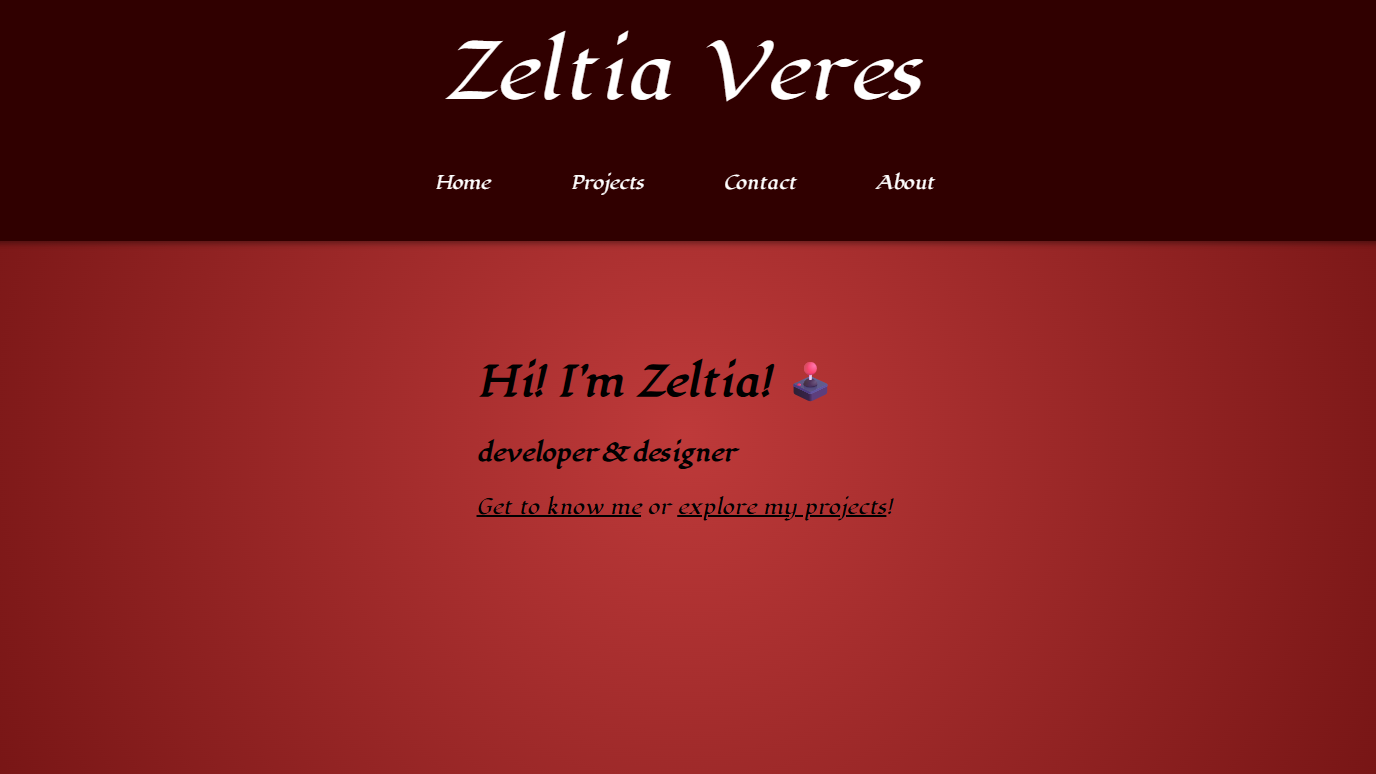 Zeltia Veres
Home Projects Contact About
Hi! I'm Zeltia! 🕹️
developer & designer
Get to know me or explore my projects!